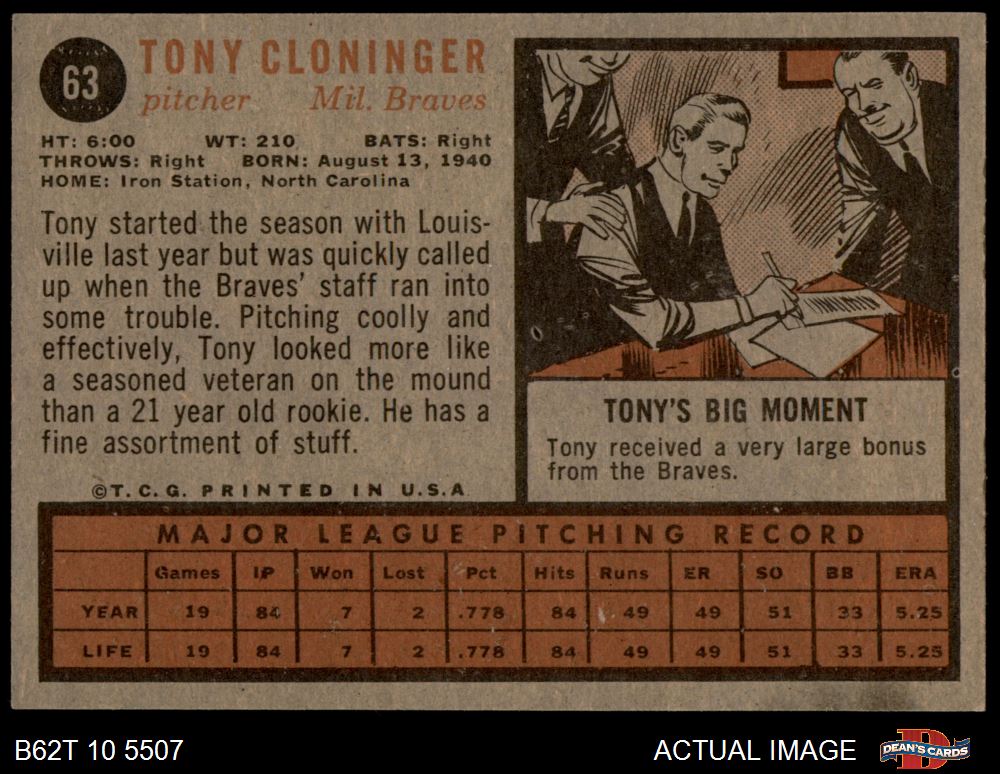 63
TONY CLONINGER
pitcher Mil. Braves
HT: 6:00 WT: 210 BATS: Right
THROWS: Right BORN: August 13, 1940
HOME: Iron Station, North Carolina
Tony started the season with Louis-
ville last year but was quickly called
up when the Braves' staff ran into
some trouble. Pitching coolly and
effectively, Tony looked more like
a seasoned veteran on the mound
than a 21 year old rookie. He has a
fine assortment of stuff.
©T.C.G. PRINTED IN U.S.A
TONY'S BIG MOMENT
Tony received a very large bonus
from the Braves.
MAJOR LEAGUE PITCHING RECORD
Games IP Won Lost Pct Hits Runs ER SO BB ERA
YEAR 19 84 7 2 .778 84 49 49 51 33 5.25
LIFE 19 84 7 2 .778 84 49 49 51 33 5.25
B62T 10 5507 ACTUAL IMAGE DEAN'S CARDS